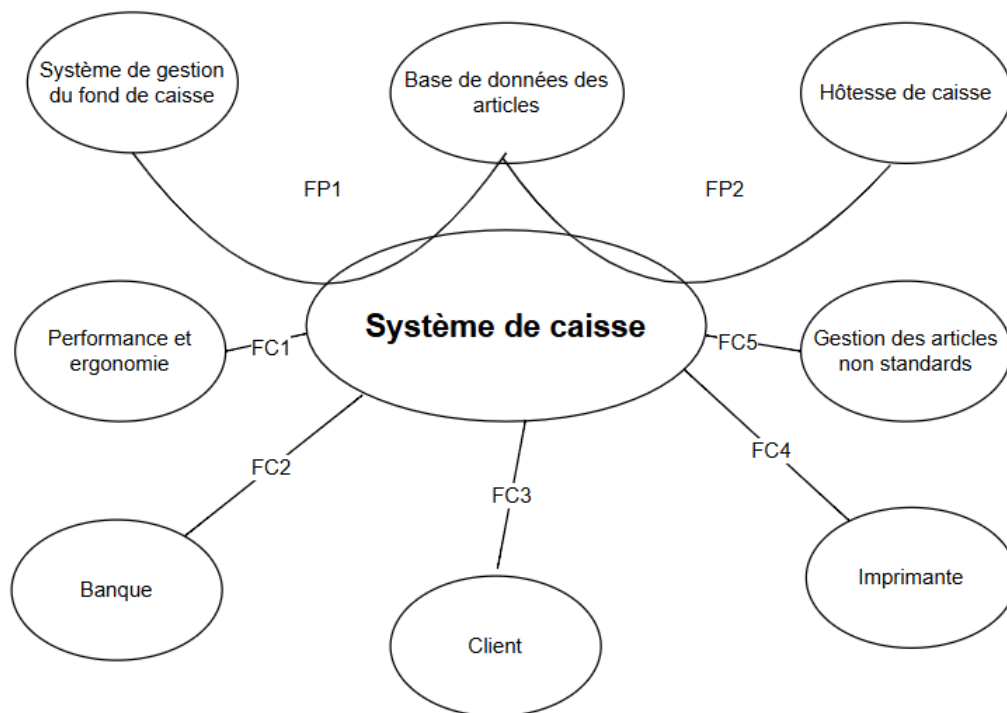 Système de gestion
du fond de caisse
Base de données des
articles
Hôtesse de caisse
FP1
FP2
Système de caisse
Performance et
ergonomie
FC1
FC5
Gestion des articles
non standards
FC2
FC4
FC3
Banque
Imprimante
Client